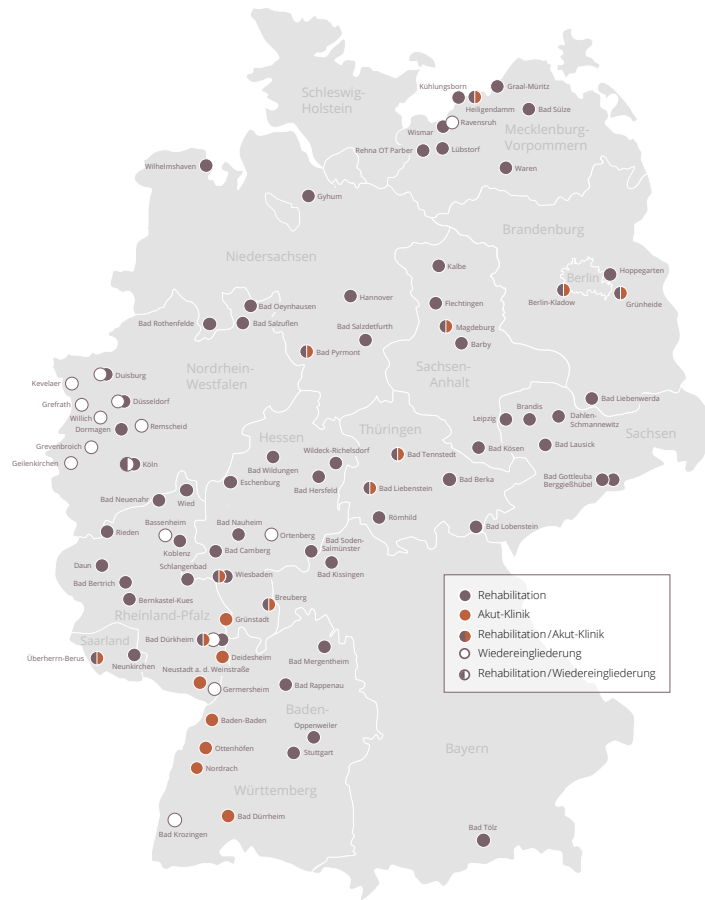 Kühlungsborn
Graal-Müritz
Schleswig-
Holstein
Heiligendamm
Bad Sülze
Ravensruh
Wismar
Mecklenburg-
Vorpommern
Rehna OT Parber
Lübstorf
Wilhelmshaven
Waren
Gyhum
Brandenburg
Niedersachsen
Kalbe
Hoppegarten
Berlin
Hannover
Flechtingen
Berlin-Kladow
Grünheide
Bad Oeynhausen
Bad Rothenfelde
Bad Salzuflen
Bad Salzdetfurth
Magdeburg
Barby
Bad Pyrmont
Nordrhein-
Westfalen
Sachsen-
Anhalt
Duisburg
Kevelaer
Grefrath
Düsseldorf
Bad Liebenwerda
Willich
Dormagen
Remscheid
Brandis
Leipzig
Dahlen-
Schmannewitz
Sachsen
Thüringen
Hessen
Grevenbroich
Geilenkirchen
Köln
Wildeck-Richelsdorf
Bad Tennstedt
Bad Kösen
Bad Lausick
Bad Wildungen
Eschenburg
Bad Hersfeld
Bad Liebenstein
Bad Berka
Bad Gottleuba
Berggießhübel
Bad Neuenahr
Wied
Römhild
Bad Lobenstein
Rieden
Bassenheim
Koblenz
Bad Nauheim
Ortenberg
Bad Camberg
Bad Soden-
Salmünster
Bad Kissingen
Daun
Schlangenbad
Wiesbaden
Bad Bertrich
Bernkastel-Kues
Breuberg
Rheinland-Pfalz
Grünstadt
Saarland
Bad Dürkheim
Überherrn-Berus
Neunkirchen
Deidesheim
Neustadt a. d. Weinstraße
Bad Mergentheim
Germersheim
Bad Rappenau
Baden-
Baden-Baden
Oppenweiler
Ottenhöfen
Stuttgart
Bayern
Nordrach
Württemberg
Bad Dürrheim
Bad Krozingen
Bad Tölz
Rehabilitation
Akut-Klinik
Rehabilitation/Akut-Klinik
Wiedereingliederung
Rehabilitation/Wiedereingliederung